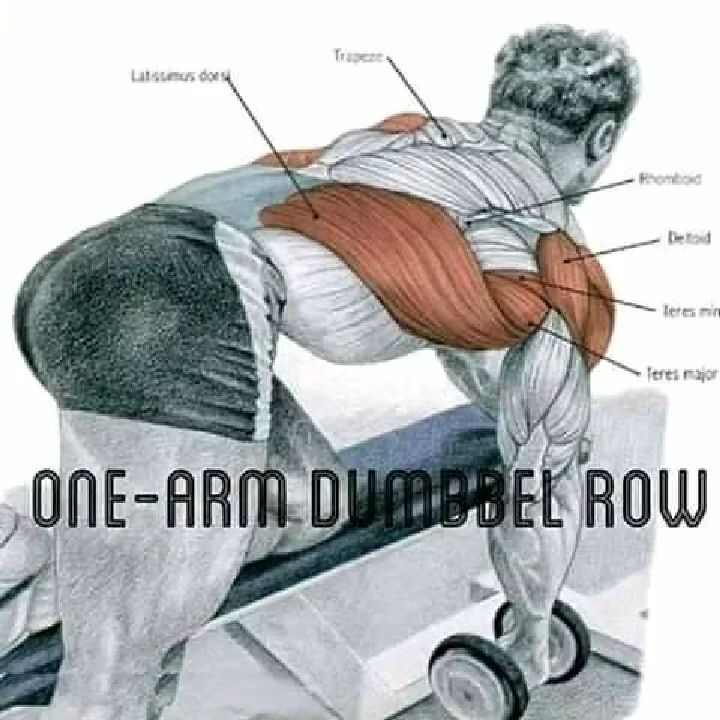 Trapeze
Latissimus dorsi
Rhomboid
Deltoid
Teres min
Teres major
ONE-ARM DUMBBEL ROW